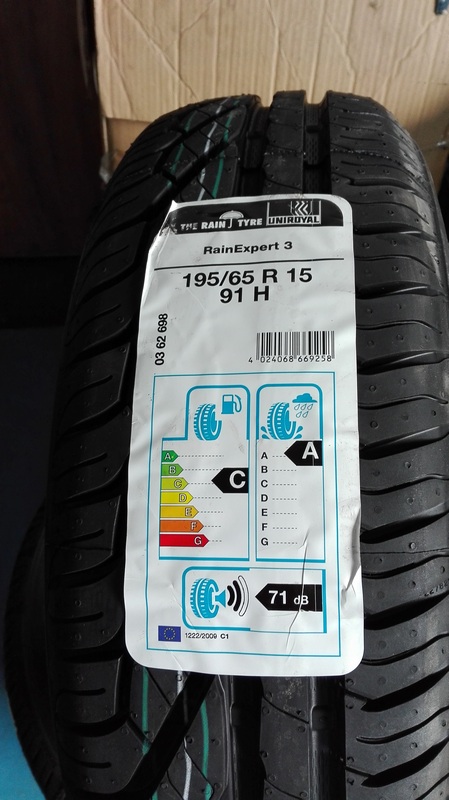 THE RAIN TYRE
UNIROYAL
RainExpert 3
195/65 R 15
91 H
03 62 698
4 024068 669258
A
B
C
D
E
F
G
C
A
B
C
D
E
F
G
A
71 dB
1222/2009 C1